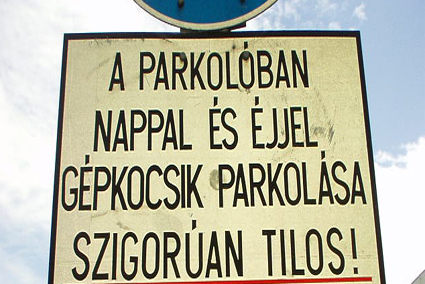 A PARKOLÓBAN
NAPPAL ÉS ÉJJEL
GÉPKOCSIK PARKOLÁSA
SZIGORÚAN TILOS!